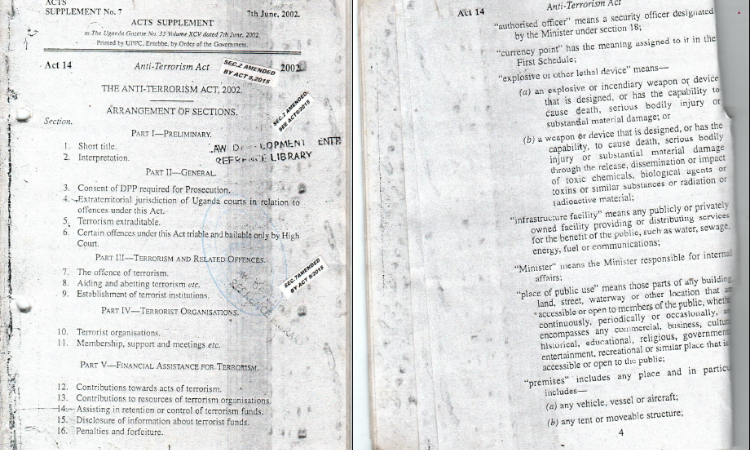 ACTS
SUPPLEMENT No. 7
7th June, 2002.
ACTS SUPPLEMENT
to The Uganda Gazette No. 33 Volume XCV dated 7th June, 2002.
Printed by UPPC, Entebbe, by Order of the Government.
Act 14 Anti-Terrorism Act 2002
SEC.2 AMENDED
BY ACT 9,2015
THE ANTI-TERRORISM ACT, 2002.
ARRANGEMENT OF SECTIONS.
SEC.3 AMENDED,
SEE ACT9/2015
Section.
PART I—PRELIMINARY.
1. Short title.
2. Interpretation.
REFERENCE LIBRARY
PART II—GENERAL.
3. Consent of DPP required for Prosecution.
4. Extraterritorial jurisdiction of Uganda courts in relation to
offences under this Act.
5. Terrorism extraditable.
6. Certain offences under this Act triable and bailable only by High
Court.
PART III—TERRORISM AND RELATED OFFENCES.
7. The offence of terrorism.
8. Aiding and abetting terrorism etc.
9. Establishment of terrorist institutions.
SEC.7AMENDED
BY ACT 9/2015
PART IV—TERRORIST ORGANISATIONS.
10. Terrorist organisations.
11. Membership, support and meetings etc.
PART V—FINANCIAL ASSISTANCE FOR TERRORISM.
12. Contributions towards acts of terrorism.
13. Contributions to resources of terrorism organisations.
14. Assisting in retention or control of terrorism funds.
15. Disclosure of information about terrorist funds.
16. Penalties and forfeiture.
Act 14 Anti-Terrorism Act
"authorised officer" means a security officer designated
by the Minister under section 18;
"currency point" has the meaning assigned to it in the
First Schedule;
"explosive or other lethal device" means—
(a) an explosive or incendiary weapon or device
that is designed, or has the capability to
cause death, serious bodily injury or
substantial material damage; or
(b) a weapon or device that is designed, or has the
capability, to cause death, serious bodily
injury or substantial material damage
through the release, dissemination or impact
of toxic chemicals, biological agents or
toxins or similar substances or radiation or
radioactive material;
"infrastructure facility" means any publicly or privately
owned facility providing or distributing services
for the benefit of the public, such as water, sewage,
energy, fuel or communications;
"Minister" means the Minister responsible for internal
affairs;
"place of public use" means those parts of any building,
land, street, waterway or other location that
accessible or open to members of the public,
continuously, periodically or occasionally,
encompasses any commercial, business,
historical, educational, religious,
entertainment, recreational or similar place that is
accessible or open to the public;
"premises" includes any place and in
includes—
(a) any vehicle, vessel or aircraft;
(b) any tent or moveable structure;
4